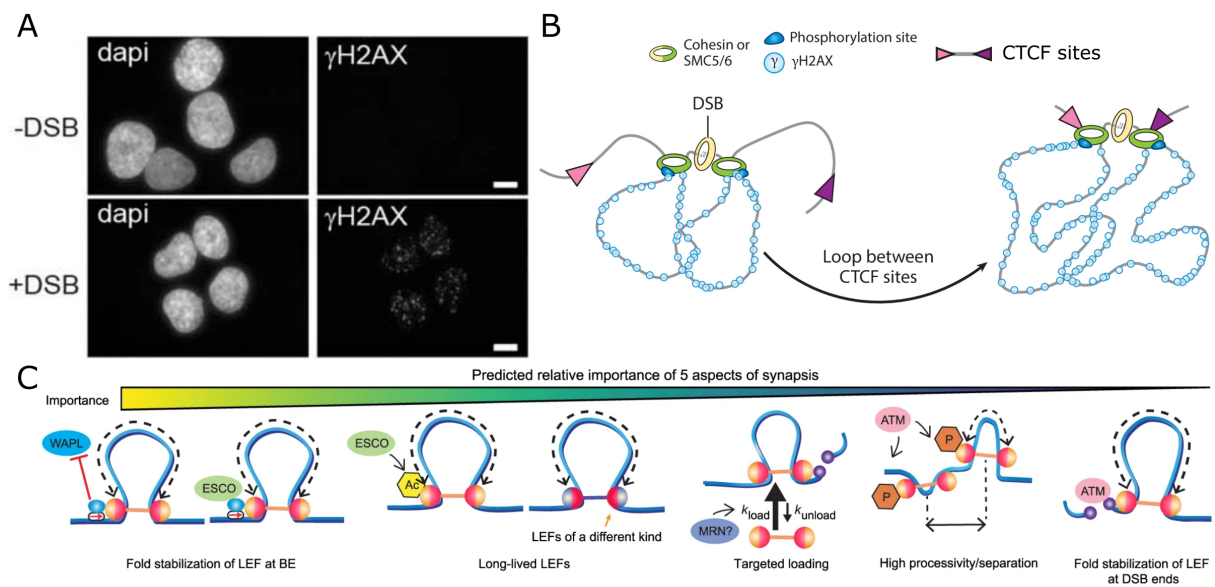 A
dapi
γH2AX
-DSB
dapi
γH2AX
+DSB
B
Cohesin or
SMC5/6
Phosphorylation site
γ
γH2AX
CTCF sites
DSB
Loop between
CTCF sites
C
Predicted relative importance of 5 aspects of synapsis
Importance
WAPL
ESCO
Fold stabilization of LEF at BE
ESCO
Ac
LEFs of a different kind
Long-lived LEFs
kload
kunload
MRN?
Targeted loading
ATM
P
P
High processivity/separation
ATM
Fold stabilization of LEF
at DSB ends